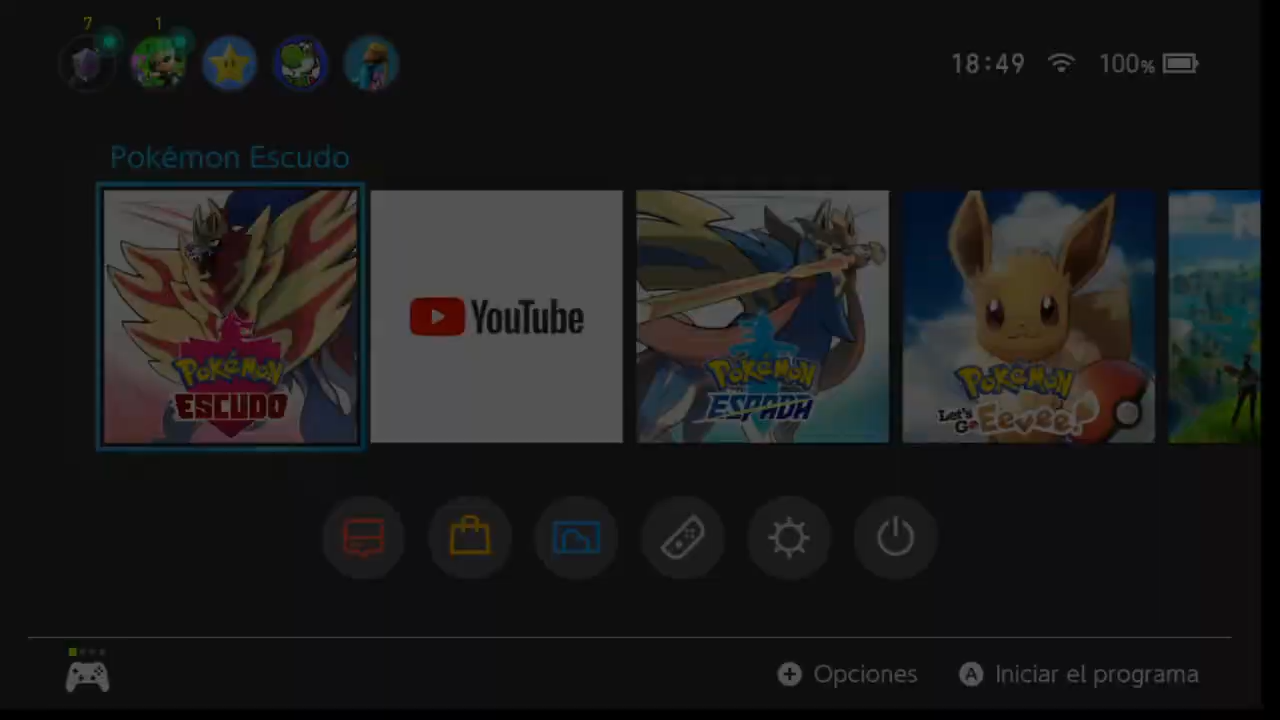 7 1
18:49 100%
Pokémon Escudo
POKéMON
ESCUDO
YouTube
POKéMON
ESPADA
POKéMON
Let's Go Eevee!
R
Opciones
A Iniciar el programa